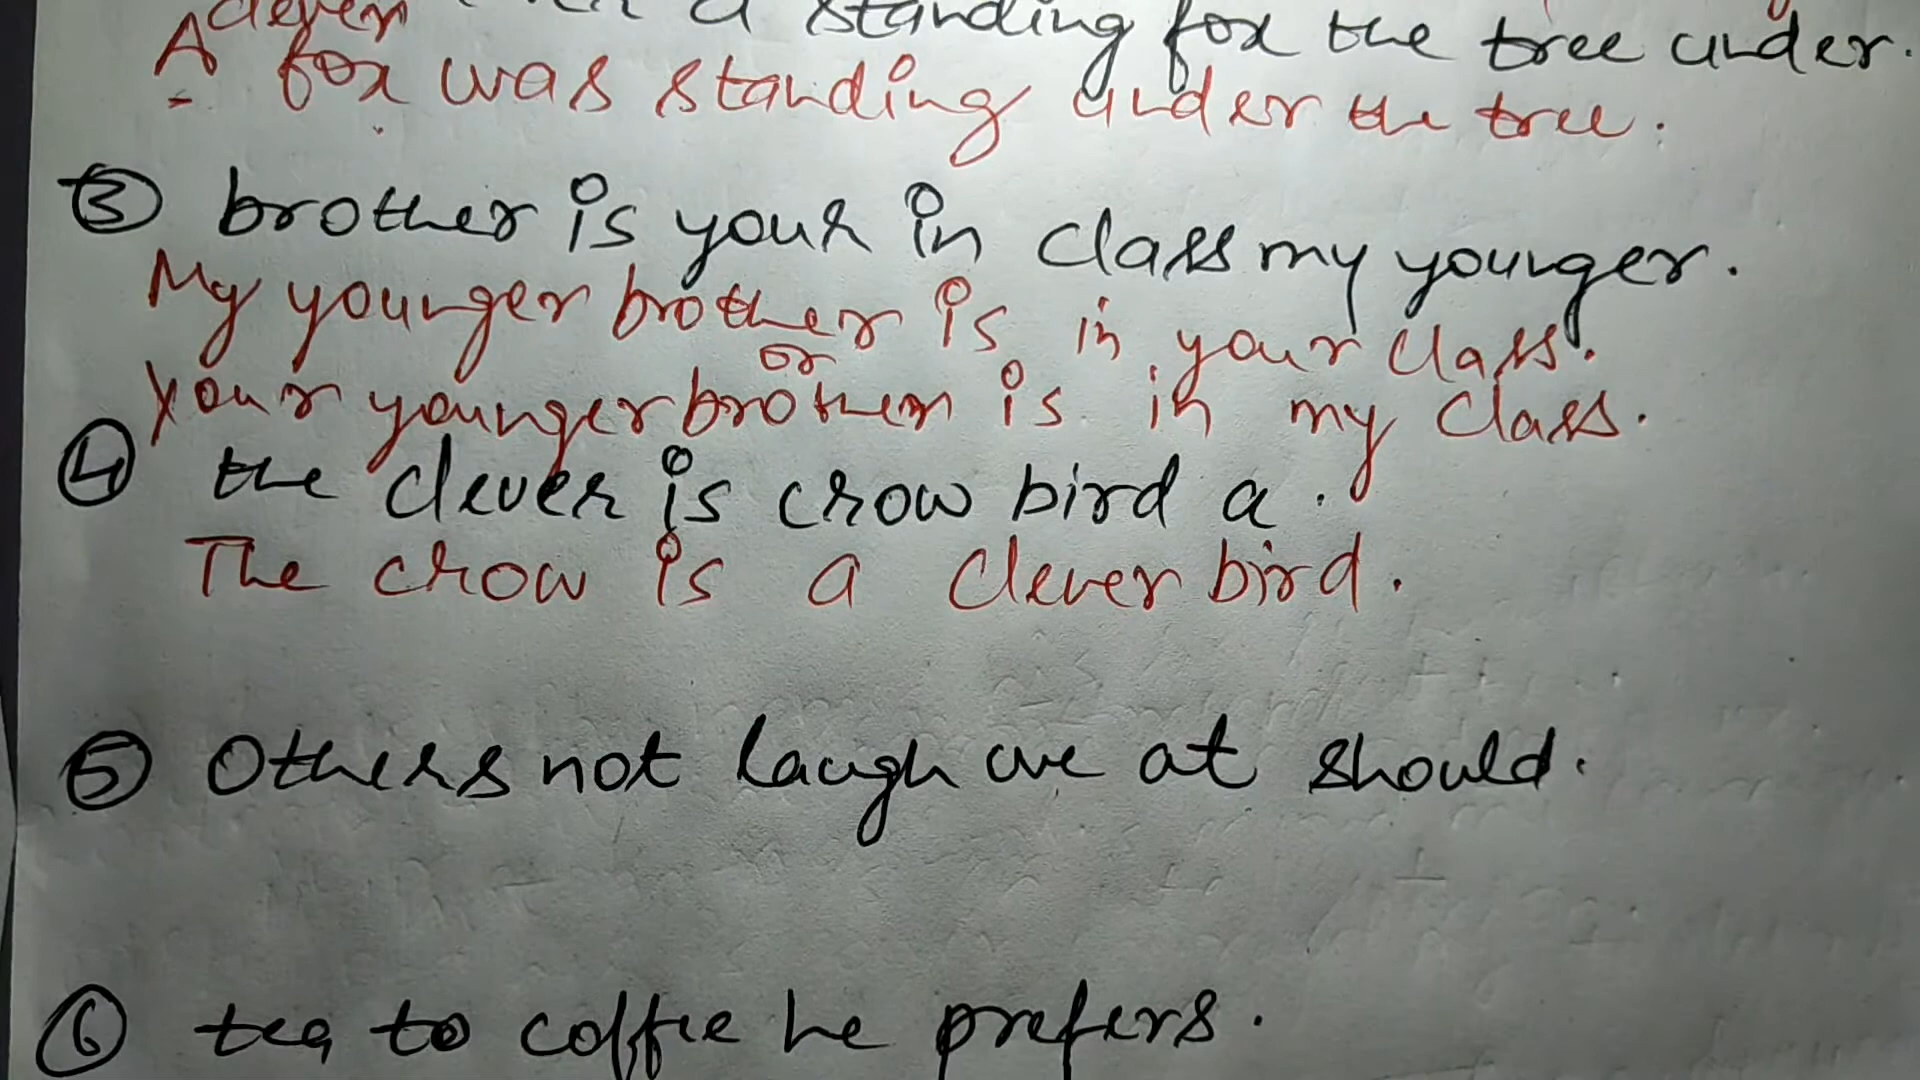 clever a standing fox the tree under.
A fox was standing under the tree.
③ brother is your in class my younger.
My younger brother is in your class.
or
Your younger brother is in my class.
④ the clever is crow bird a.
The crow is a clever bird.
⑤ Others not laugh we at should.
⑥ tea to coffee he prefers.